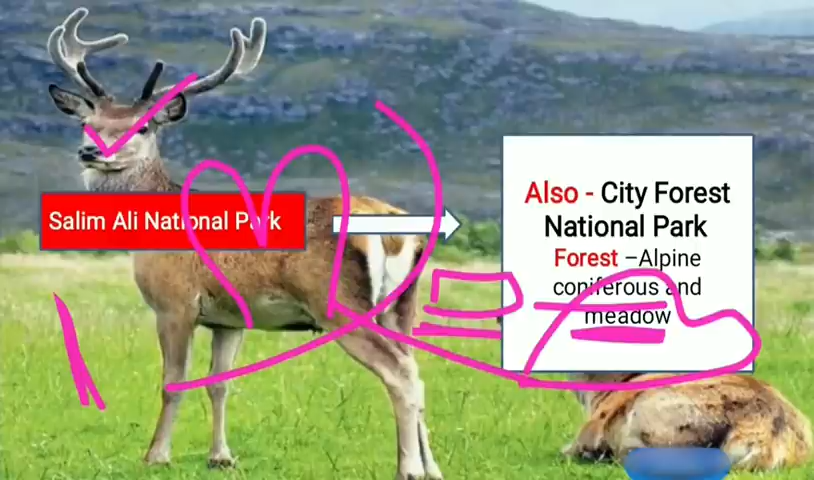 Salim Ali National Park
Also - City Forest
National Park
Forest –Alpine
coniferous and
meadow